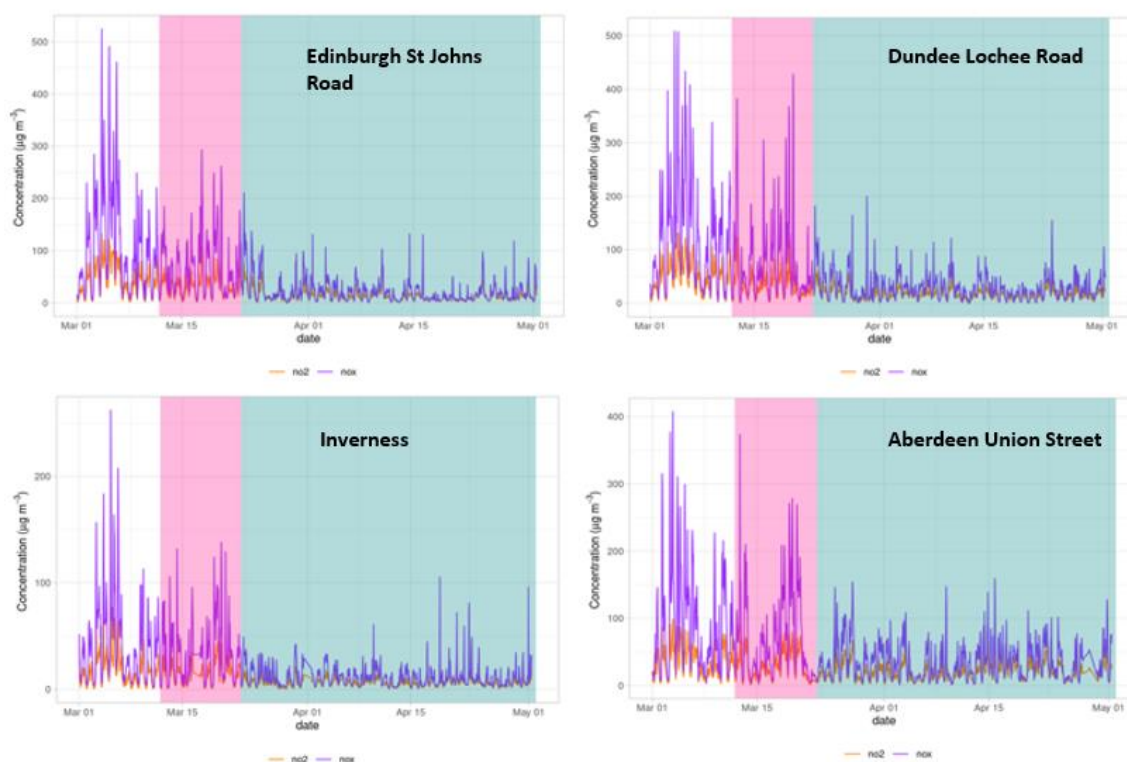 Edinburgh St Johns
Road
Concentration (µg m⁻³)
500
400
300
200
100
0
Mar 01
Mar 15
Apr 01
Apr 15
May 01
date
no2
nox
Dundee Lochee Road
Concentration (µg m⁻³)
500
400
300
200
100
0
Mar 01
Mar 15
Apr 01
Apr 15
May 01
date
no2
nox
Inverness
Concentration (µg m⁻³)
200
100
0
Mar 01
Mar 15
Apr 01
Apr 15
May 01
date
no2
nox
Aberdeen Union Street
Concentration (µg m⁻³)
400
300
200
100
0
Mar 01
Mar 15
Apr 01
Apr 15
May 01
date
no2
nox